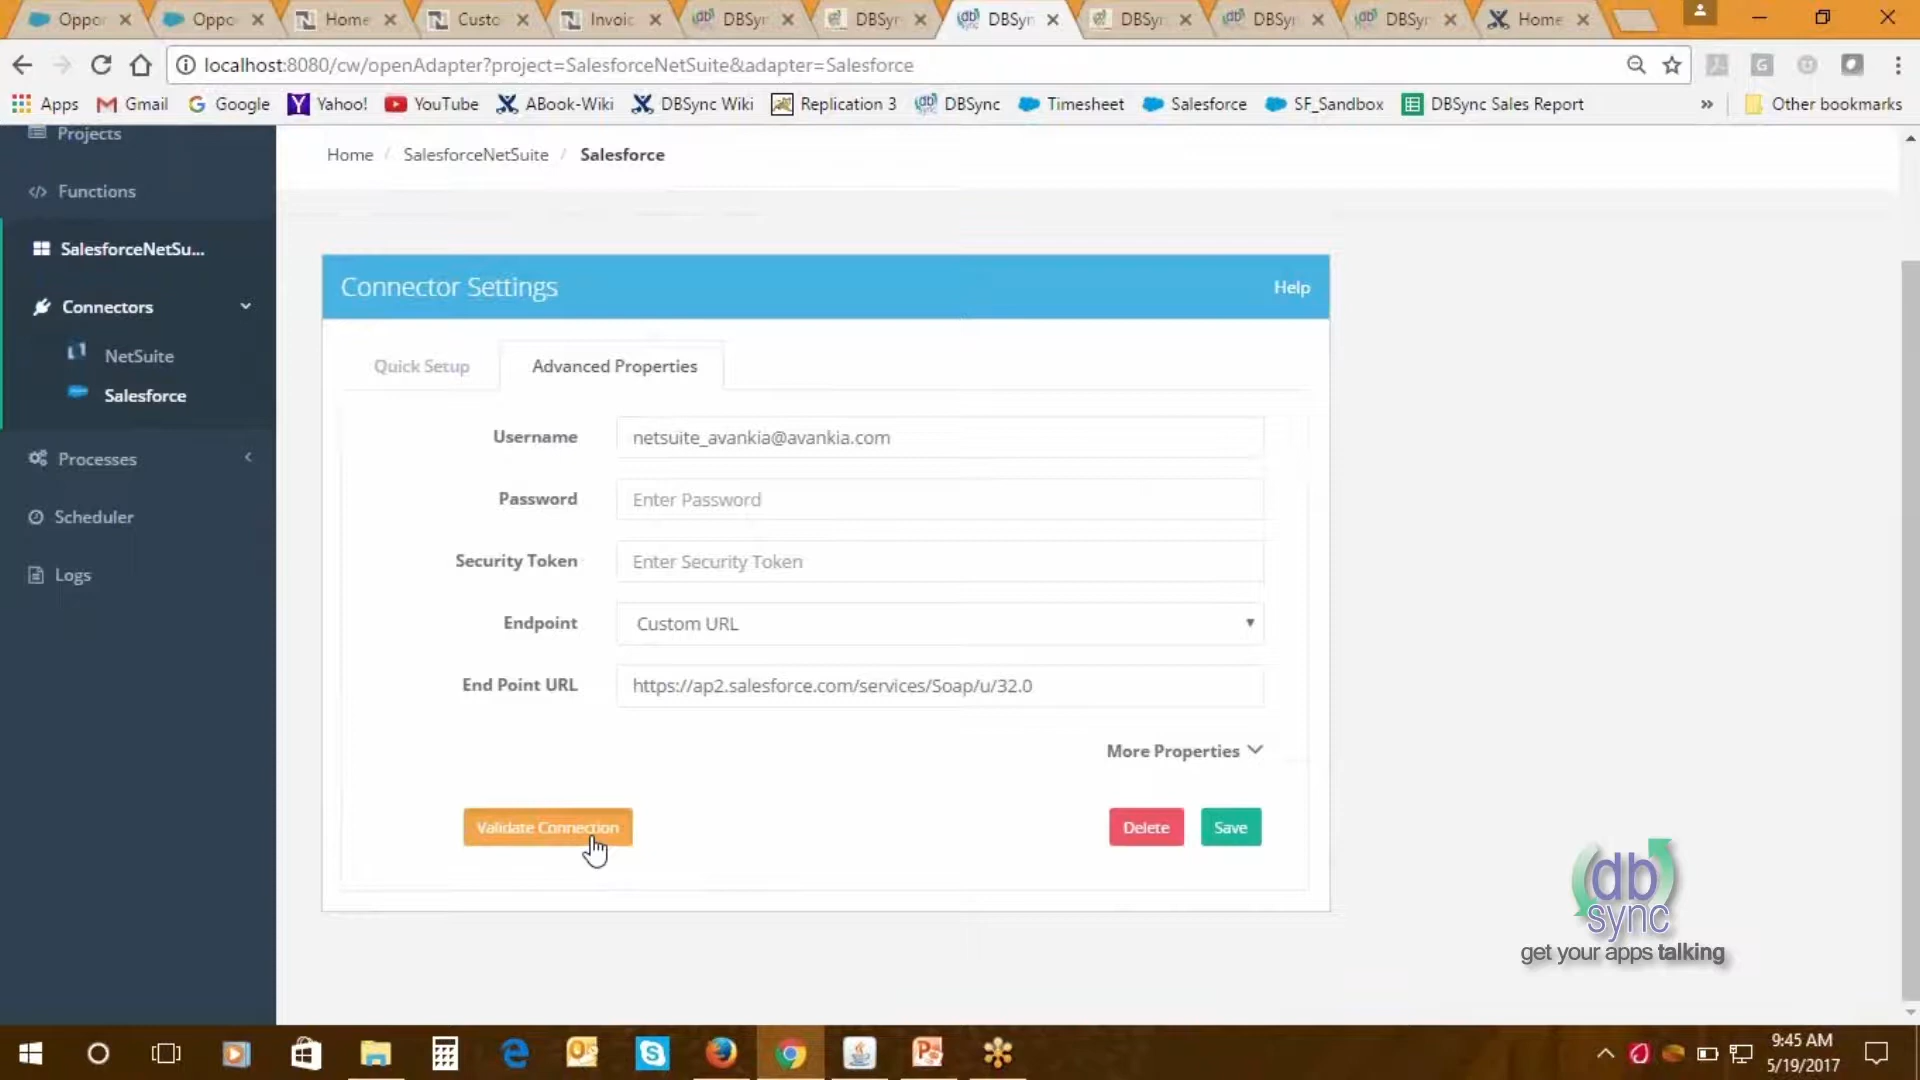 Oppor
Oppo
Home
Custo
Invoic
DBSyn
DBSyn
DBSyn
DBSyn
DBSyn
DBSyn
Home
localhost:8080/cw/openAdapter?project=SalesforceNetSuite&adapter=Salesforce
Apps Gmail Google Yahoo! YouTube ABook-Wiki DBSync Wiki Replication 3 DBSync Timesheet Salesforce SF_Sandbox DBSync Sales Report » Other bookmarks
Projects
Functions
SalesforceNetSu...
Connectors
NetSuite
Salesforce
Processes
Scheduler
Logs
Home / SalesforceNetSuite / Salesforce
Connector Settings Help
Quick Setup Advanced Properties
Username netsuite_avankia@avankia.com
Password Enter Password
Security Token Enter Security Token
Endpoint Custom URL
End Point URL https://ap2.salesforce.com/services/Soap/u/32.0
More Properties
Validate Connection Delete Save
db
sync
get your apps talking
9:45 AM
5/19/2017